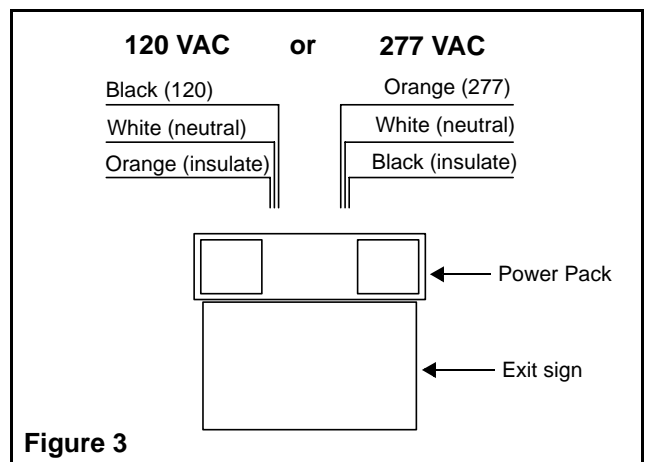 120 VAC or 277 VAC
Black (120)
Orange (277)
White (neutral)
White (neutral)
Orange (insulate)
Black (insulate)
Power Pack
Exit sign
Figure 3